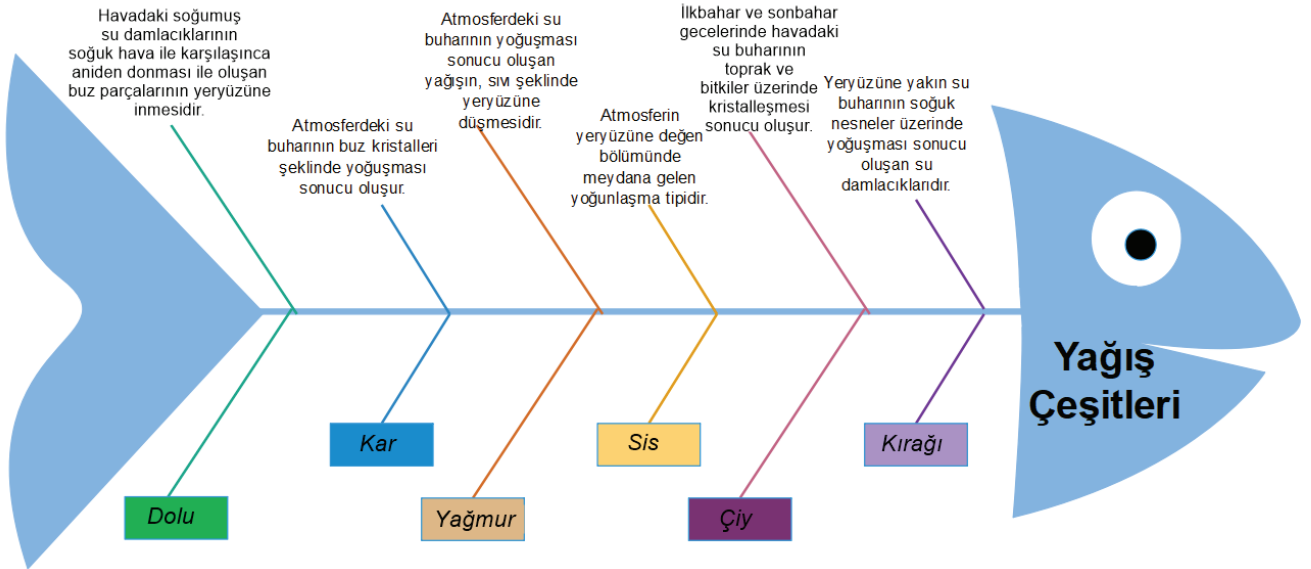 Havadaki soğumuş
su damlacıklarının
soğuk hava ile karşılaşınca
aniden donması ile oluşan
buz parçalarının yeryüzüne
inmesidir.
Atmosferdeki su
buharının buz kristalleri
şeklinde yoğuşması
sonucu oluşur.
Atmosferdeki su
buharının yoğuşması
sonucu oluşan
yağışın, sıvı şeklinde
yeryüzüne
düşmesidir.
Atmosferin
yeryüzüne değen
bölümünde
meydana gelen
yoğunlaşma tipidir.
İlkbahar ve sonbahar
gecelerinde havadaki
su buharının
toprak ve
bitkiler üzerinde
kristalleşmesi
sonucu oluşur.
Yeryüzüne yakın su
buharının soğuk
nesneler üzerinde
yoğuşması sonucu
oluşan su
damlacıklarıdır.
Yağış
Çeşitleri
Dolu
Kar
Yağmur
Sis
Çiy
Kırağı